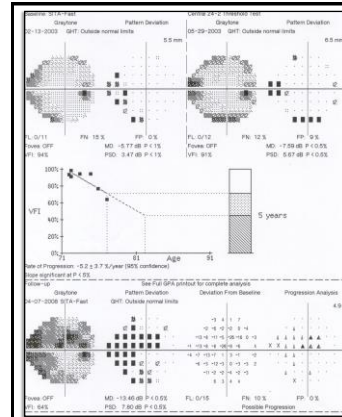 Baseline SITA-Fast Central 24-2 Threshold Test
Graytone Pattern Deviation Graytone Pattern Deviation
02-13-2003 GHT: Outside normal limits 05-29-2003 GHT: Outside normal limits
5.5 mm 6.5 mm
FL: 0/11 FN: 15 % FP: 0% FL: 0/12 FN: 12 % FP: 9%
Fovea: OFF MD: -5.77 dB P < 1% Fovea: OFF MD: -7.59 dB P < 0.5%
VFI: 94% PSD: 3.47 dB P < 1% VFI: 91% PSD: 5.67 dB P < 0.5%
100%
VFI
50%
0%
71 81 Age 91
5 years
Rate of Progression: -5.2 ± 3.7 %/year (95% confidence)
Slope significant at P < 5%
Follow-up See Full GPA printout for complete analysis
Graytone Pattern Deviation Deviation From Baseline Progression Analysis
04-07-2008 SITA-Fast GHT: Outside normal limits
Fovea: OFF MD: -13.46 dB P < 0.5% FL: 0/15 FN: 10 % FP: 0%
VFI: 64% PSD: 7.60 dB P < 0.5% Possible Progression